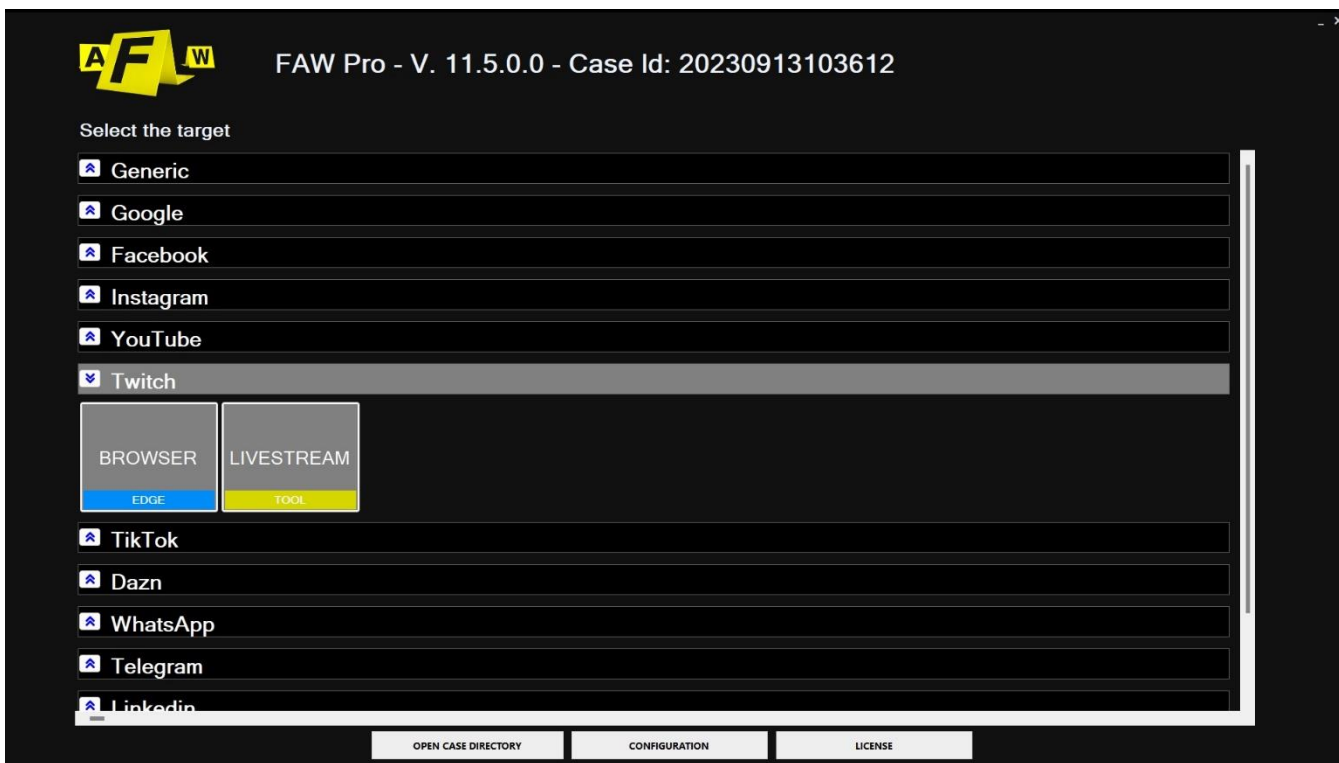 A F W
FAW Pro - V. 11.5.0.0 - Case Id: 20230913103612
Select the target
Generic
Google
Facebook
Instagram
YouTube
Twitch
BROWSER LIVESTREAM
EDGE TOOL
TikTok
Dazn
WhatsApp
Telegram
Linkedin
OPEN CASE DIRECTORY CONFIGURATION LICENSE